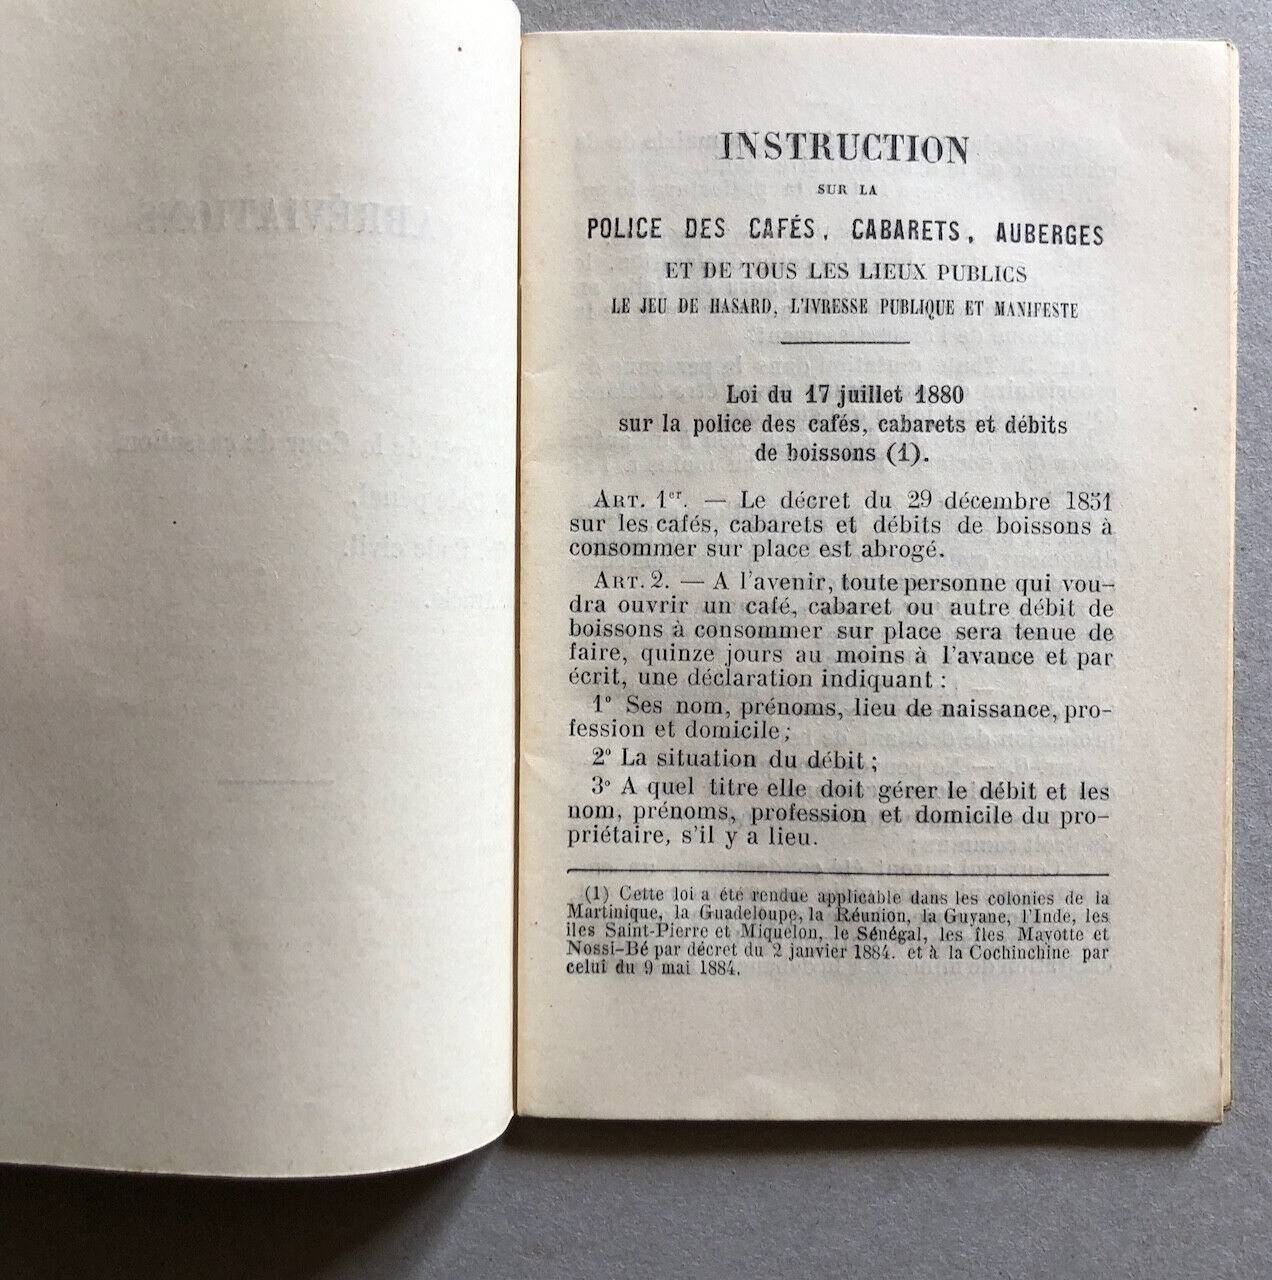 INSTRUCTION
SUR LA
POLICE DES CAFÉS, CABARETS, AUBERGES
ET DE TOUS LES LIEUX PUBLICS
LE JEU DE HASARD, L'IVRESSE PUBLIQUE ET MANIFESTE
Loi du 17 juillet 1880
sur la police des cafés, cabarets et débits
de boissons (1).
ART. 1er. — Le décret du 29 décembre 1851
sur les cafés, cabarets et débits de boissons à
consommer sur place est abrogé.
ART. 2. — A l'avenir, toute personne qui vou-
dra ouvrir un café, cabaret ou autre débit de
boissons à consommer sur place sera tenue de
faire, quinze jours au moins à l'avance et par
écrit, une déclaration indiquant :
1° Ses nom, prénoms, lieu de naissance, pro-
fession et domicile;
2° La situation du débit;
3° A quel titre elle doit gérer le débit et les
nom, prénoms, profession et domicile du pro-
priétaire, s'il y a lieu.
(1) Cette loi a été rendue applicable dans les colonies de la
Martinique, la Guadeloupe, la Réunion, la Guyane, l'Inde, les
îles Saint-Pierre et Miquelon, le Sénégal, les îles Mayotte et
Nossi-Bé par décret du 2 janvier 1884. et à la Cochinchine par
celui du 9 mai 1884.